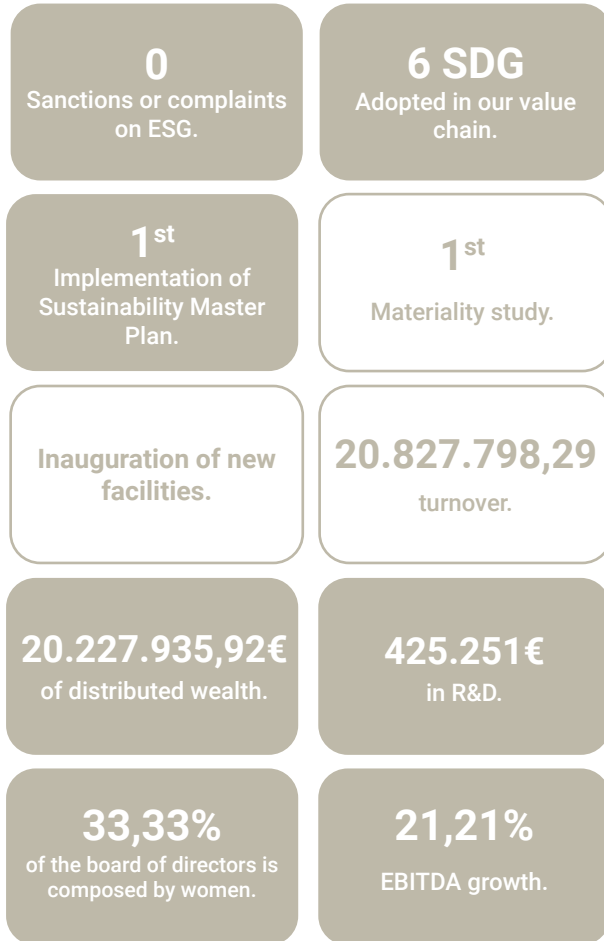 0
Sanctions or complaints
on ESG.
6 SDG
Adopted in our value
chain.
1st
Implementation of
Sustainability Master
Plan.
1st
Materiality study.
Inauguration of new
facilities.
20.827.798,29
turnover.
20.227.935,92€
of distributed wealth.
425.251€
in R&D.
33,33%
of the board of directors is
composed by women.
21,21%
EBITDA growth.